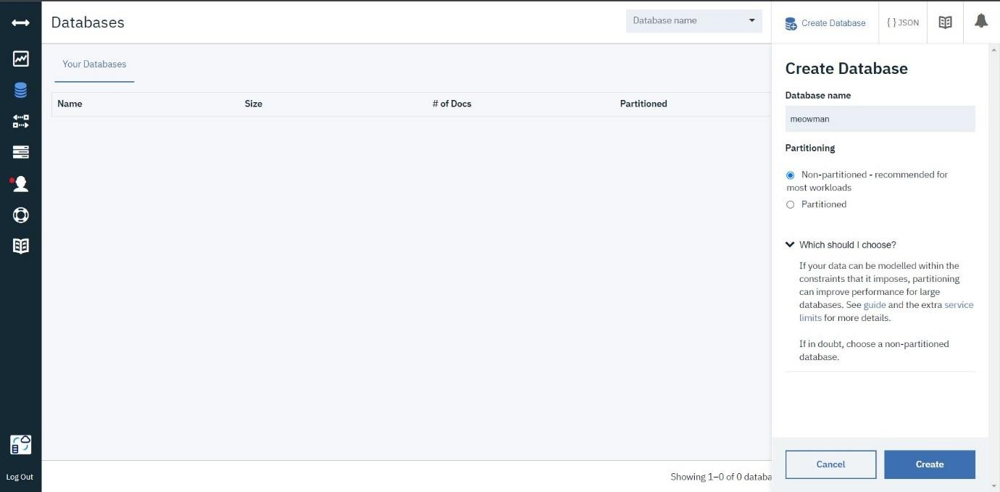 Databases
Database name
Create Database
{ } JSON
Your Databases
Name Size # of Docs Partitioned
Create Database
Database name
meowman
Partitioning
Non-partitioned - recommended for
most workloads
Partitioned
Which should I choose?
If your data can be modelled within the
constraints that it imposes, partitioning
can improve performance for large
databases. See guide and the extra service
limits for more details.
If in doubt, choose a non-partitioned
database.
Cancel
Create
Log Out
Showing 1–0 of 0 databa